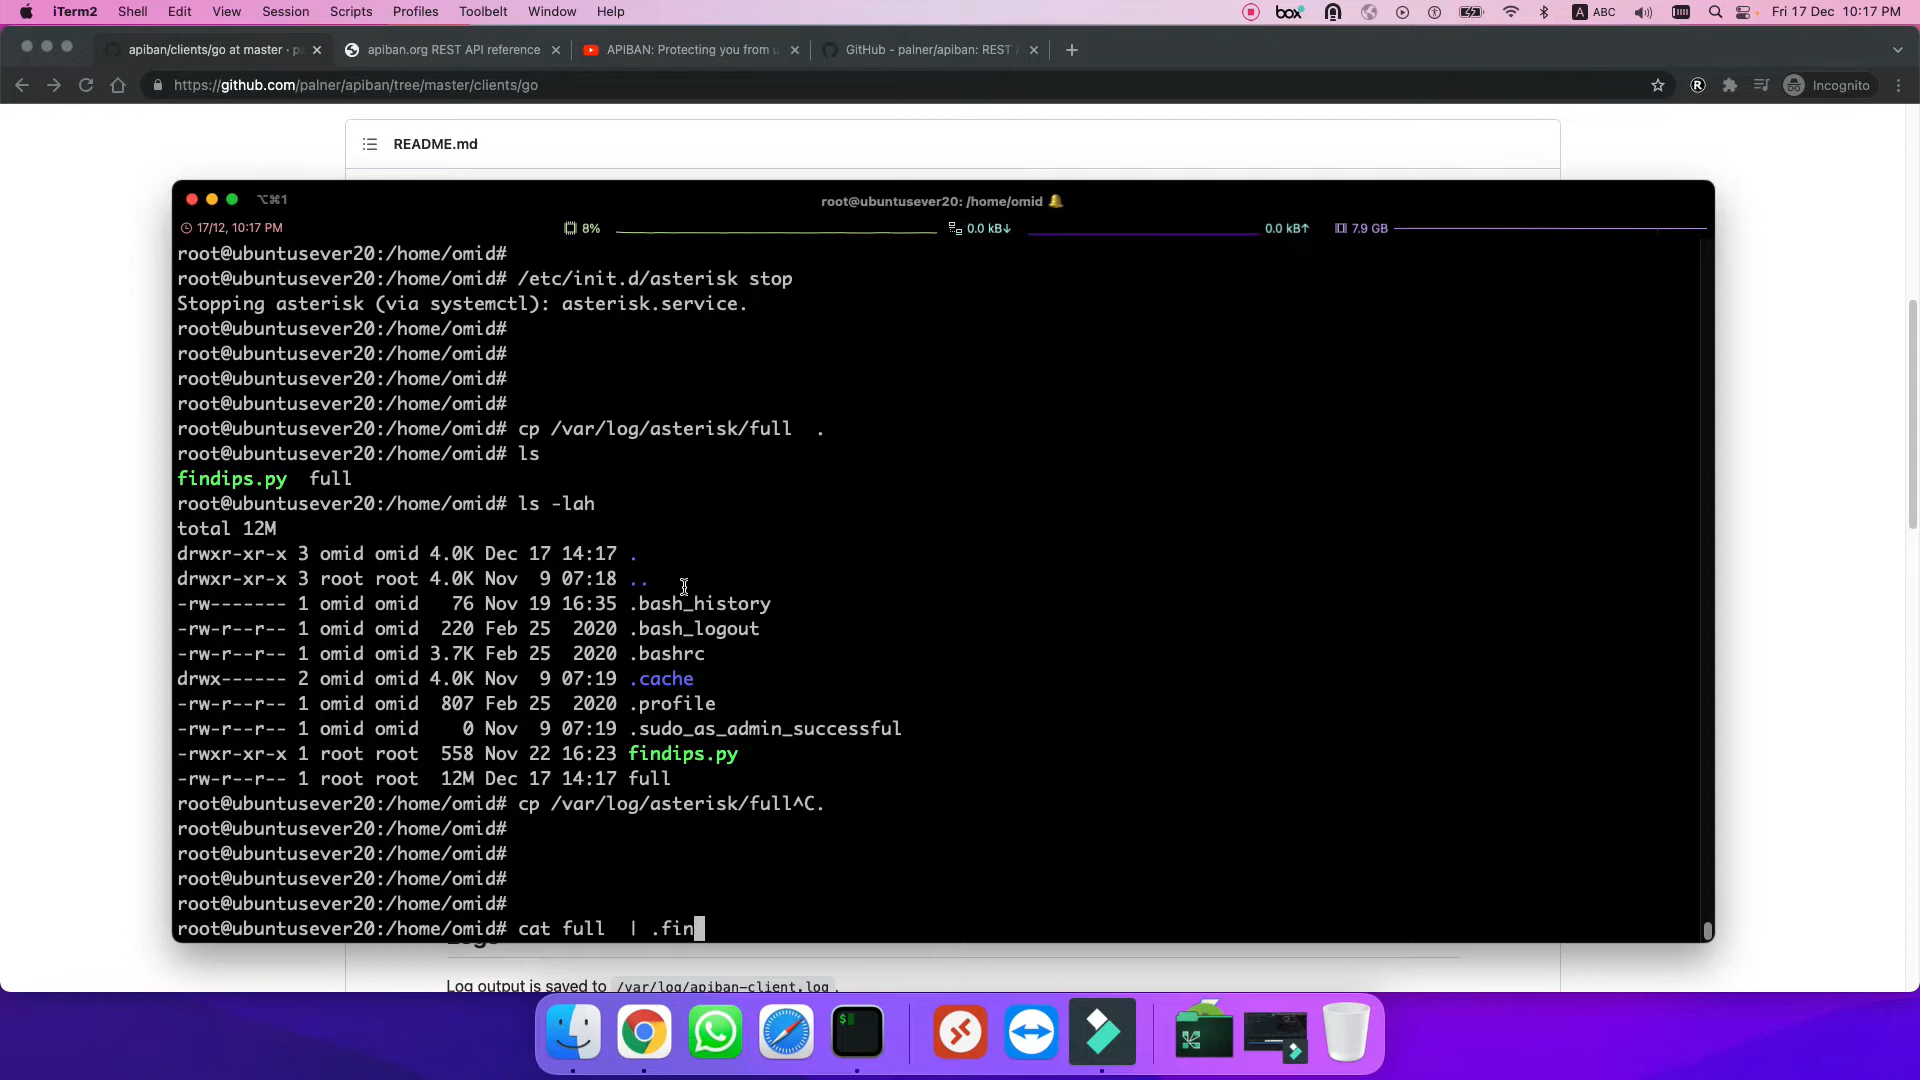 iTerm2 Shell Edit View Session Scripts Profiles Toolbelt Window Help box ABC Fri 17 Dec 10:17 PM
apiban/clients/go at master · pa apiban.org REST API reference APIBAN: Protecting you from u GitHub - palner/apiban: REST A
https://github.com/palner/apiban/tree/master/clients/go Incognito
README.md
⌥⌘1 root@ubuntusever20: /home/omid
17/12, 10:17 PM 8% 0.0 kB↓ 0.0 kB↑ 7.9 GB
root@ubuntusever20:/home/omid#
root@ubuntusever20:/home/omid# /etc/init.d/asterisk stop
Stopping asterisk (via systemctl): asterisk.service.
root@ubuntusever20:/home/omid#
root@ubuntusever20:/home/omid#
root@ubuntusever20:/home/omid#
root@ubuntusever20:/home/omid#
root@ubuntusever20:/home/omid# cp /var/log/asterisk/full  .
root@ubuntusever20:/home/omid# ls
findips.py  full
root@ubuntusever20:/home/omid# ls -lah
total 12M
drwxr-xr-x 3 omid omid 4.0K Dec 17 14:17 .
drwxr-xr-x 3 root root 4.0K Nov  9 07:18 ..
-rw------- 1 omid omid   76 Nov 19 16:35 .bash_history
-rw-r--r-- 1 omid omid  220 Feb 25  2020 .bash_logout
-rw-r--r-- 1 omid omid 3.7K Feb 25  2020 .bashrc
drwx------ 2 omid omid 4.0K Nov  9 07:19 .cache
-rw-r--r-- 1 omid omid  807 Feb 25  2020 .profile
-rw-r--r-- 1 omid omid    0 Nov  9 07:19 .sudo_as_admin_successful
-rwxr-xr-x 1 root root  558 Nov 22 16:23 findips.py
-rw-r--r-- 1 root root  12M Dec 17 14:17 full
root@ubuntusever20:/home/omid# cp /var/log/asterisk/full^C.
root@ubuntusever20:/home/omid#
root@ubuntusever20:/home/omid#
root@ubuntusever20:/home/omid#
root@ubuntusever20:/home/omid#
root@ubuntusever20:/home/omid# cat full  | .fin
Log output is saved to /var/log/apiban-client.log.